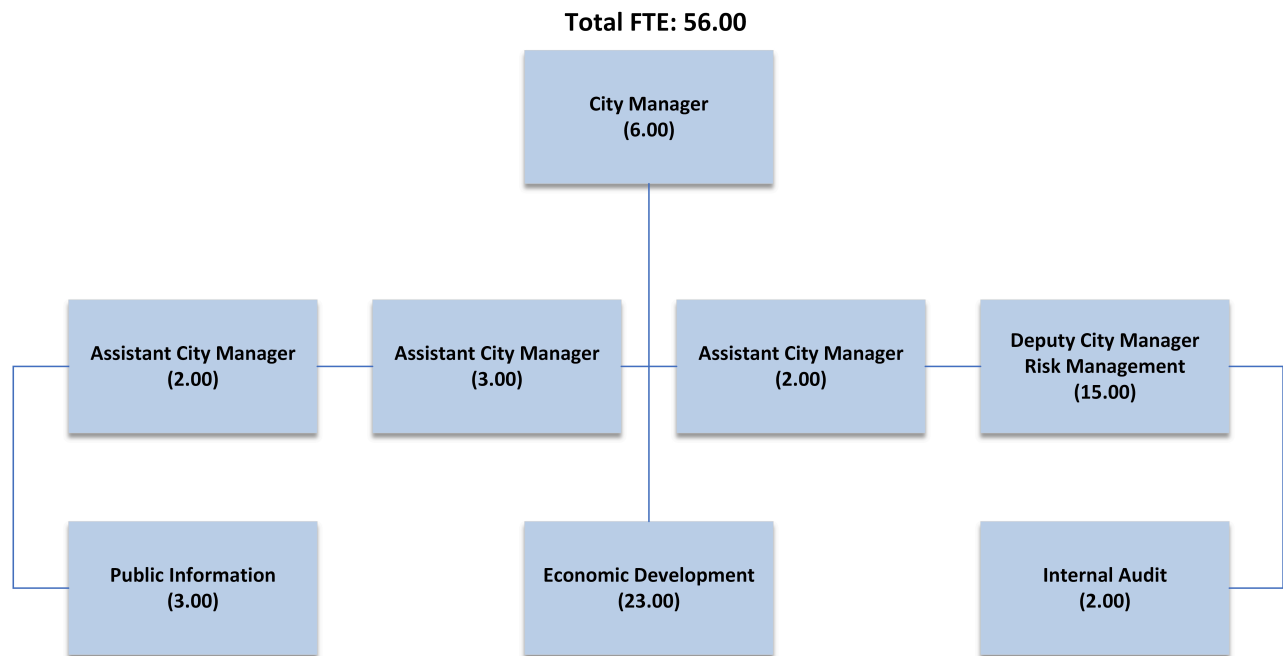 Total FTE: 56.00
City Manager
(6.00)
Assistant City Manager
(2.00)
Assistant City Manager
(3.00)
Assistant City Manager
(2.00)
Deputy City Manager
Risk Management
(15.00)
Public Information
(3.00)
Economic Development
(23.00)
Internal Audit
(2.00)